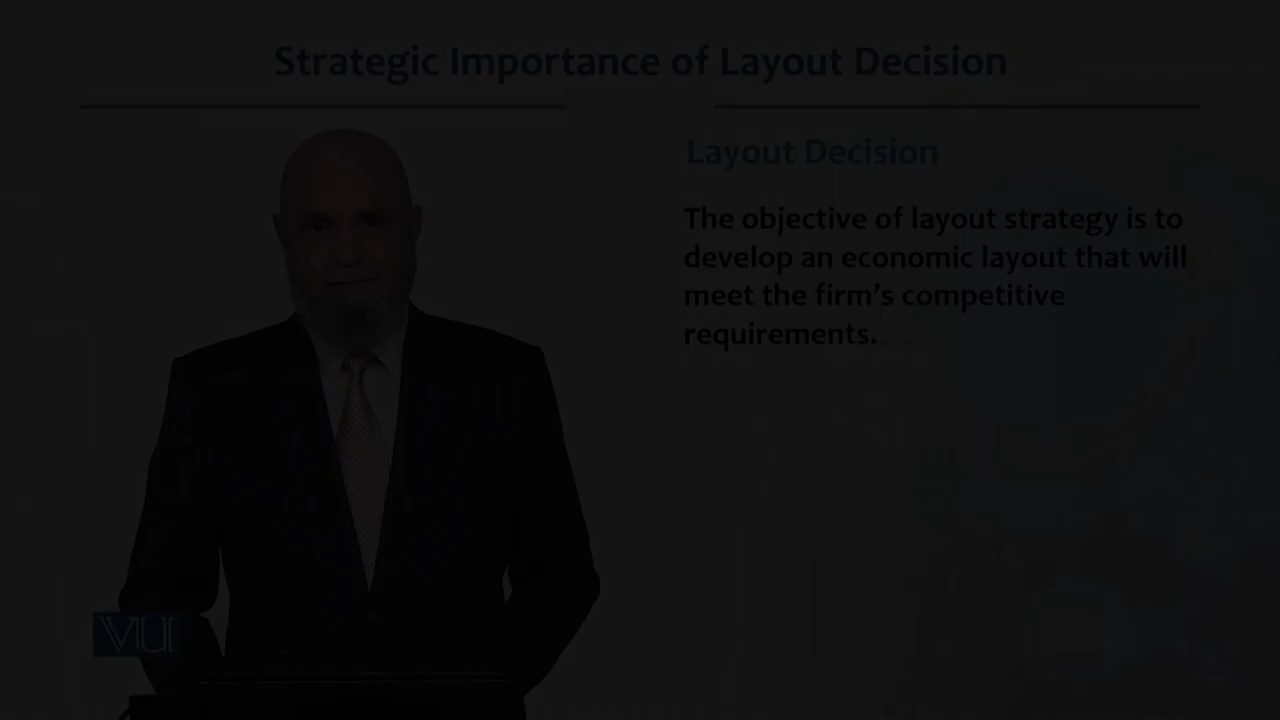 Strategic Importance of Layout Decision
Layout Decision
The objective of layout strategy is to
develop an economic layout that will
meet the firm's competitive
requirements.
VU